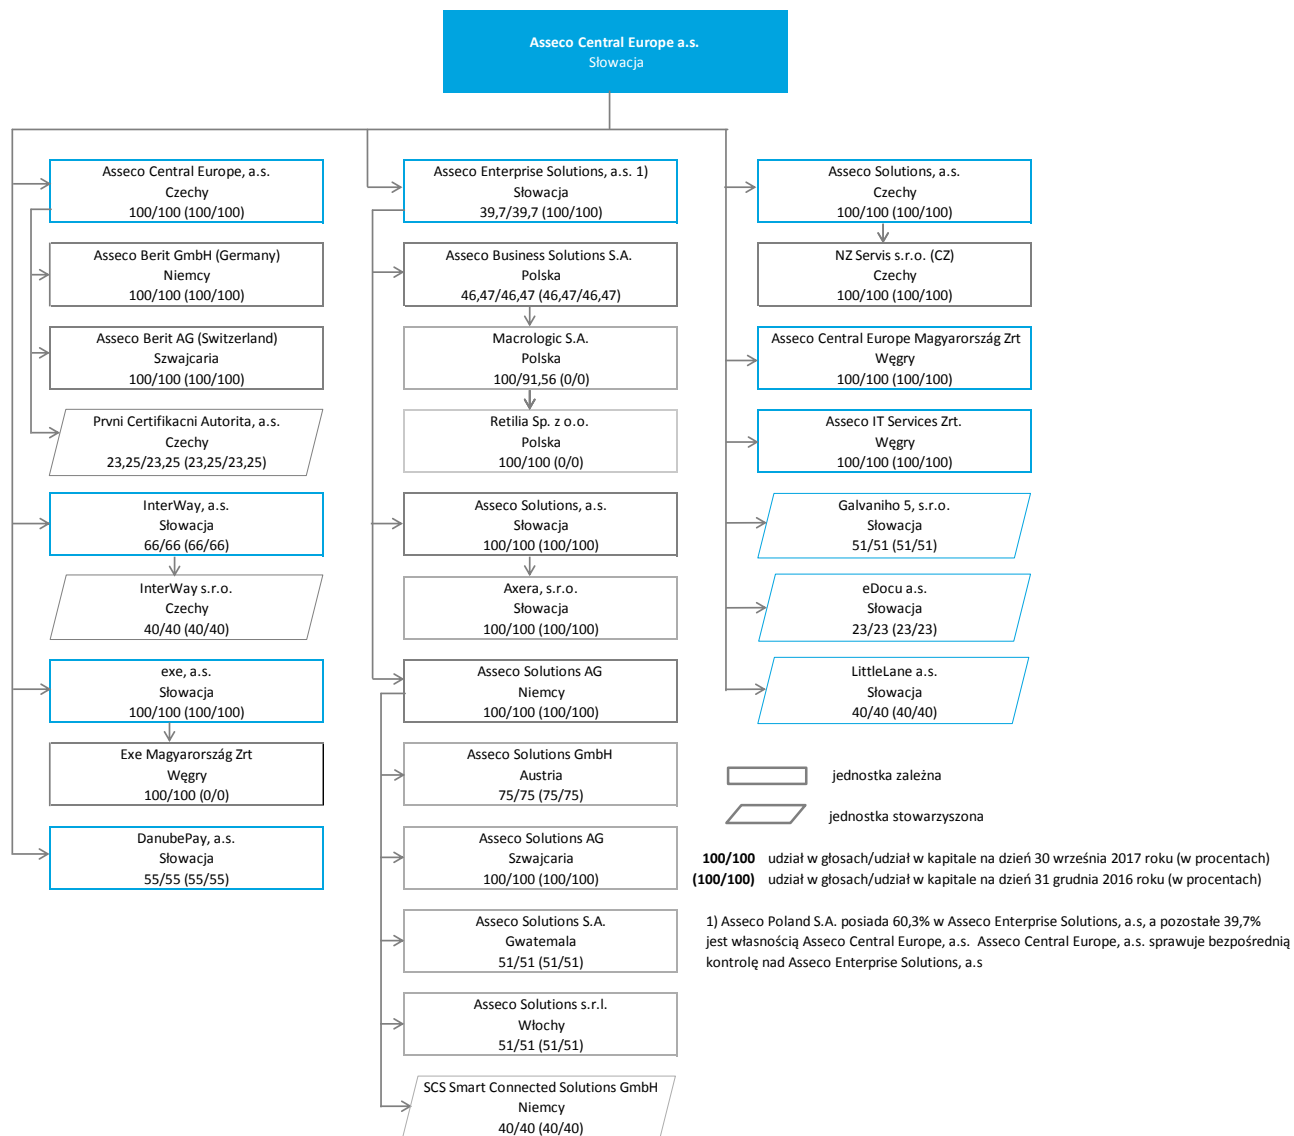 Asseco Central Europe a.s.
Słowacja
Asseco Central Europe, a.s.
Czechy
100/100 (100/100)
Asseco Berit GmbH (Germany)
Niemcy
100/100 (100/100)
Asseco Berit AG (Switzerland)
Szwajcaria
100/100 (100/100)
Prvni Certifikacni Autorita, a.s.
Czechy
23,25/23,25 (23,25/23,25)
InterWay, a.s.
Słowacja
66/66 (66/66)
InterWay s.r.o.
Czechy
40/40 (40/40)
exe, a.s.
Słowacja
100/100 (100/100)
Exe Magyarország Zrt
Węgry
100/100 (0/0)
DanubePay, a.s.
Słowacja
55/55 (55/55)
Asseco Enterprise Solutions, a.s. 1)
Słowacja
39,7/39,7 (100/100)
Asseco Business Solutions S.A.
Polska
46,47/46,47 (46,47/46,47)
Macrologic S.A.
Polska
100/91,56 (0/0)
Retilia Sp. z o.o.
Polska
100/100 (0/0)
Asseco Solutions, a.s.
Słowacja
100/100 (100/100)
Axera, s.r.o.
Słowacja
100/100 (100/100)
Asseco Solutions AG
Niemcy
100/100 (100/100)
Asseco Solutions GmbH
Austria
75/75 (75/75)
Asseco Solutions AG
Szwajcaria
100/100 (100/100)
Asseco Solutions S.A.
Gwatemala
51/51 (51/51)
Asseco Solutions s.r.l.
Włochy
51/51 (51/51)
SCS Smart Connected Solutions GmbH
Niemcy
40/40 (40/40)
Asseco Solutions, a.s.
Czechy
100/100 (100/100)
NZ Servis s.r.o. (CZ)
Czechy
100/100 (100/100)
Asseco Central Europe Magyarország Zrt
Węgry
100/100 (100/100)
Asseco IT Services Zrt.
Węgry
100/100 (100/100)
Galvaniho 5, s.r.o.
Słowacja
51/51 (51/51)
eDocu a.s.
Słowacja
23/23 (23/23)
LittleLane a.s.
Słowacja
40/40 (40/40)
jednostka zależna
jednostka stowarzyszona
100/100 udział w głosach/udział w kapitale na dzień 30 września 2017 roku (w procentach)
(100/100) udział w głosach/udział w kapitale na dzień 31 grudnia 2016 roku (w procentach)
1) Asseco Poland S.A. posiada 60,3% w Asseco Enterprise Solutions, a.s, a pozostałe 39,7%
jest własnością Asseco Central Europe, a.s. Asseco Central Europe, a.s. sprawuje bezpośrednią
kontrolę nad Asseco Enterprise Solutions, a.s